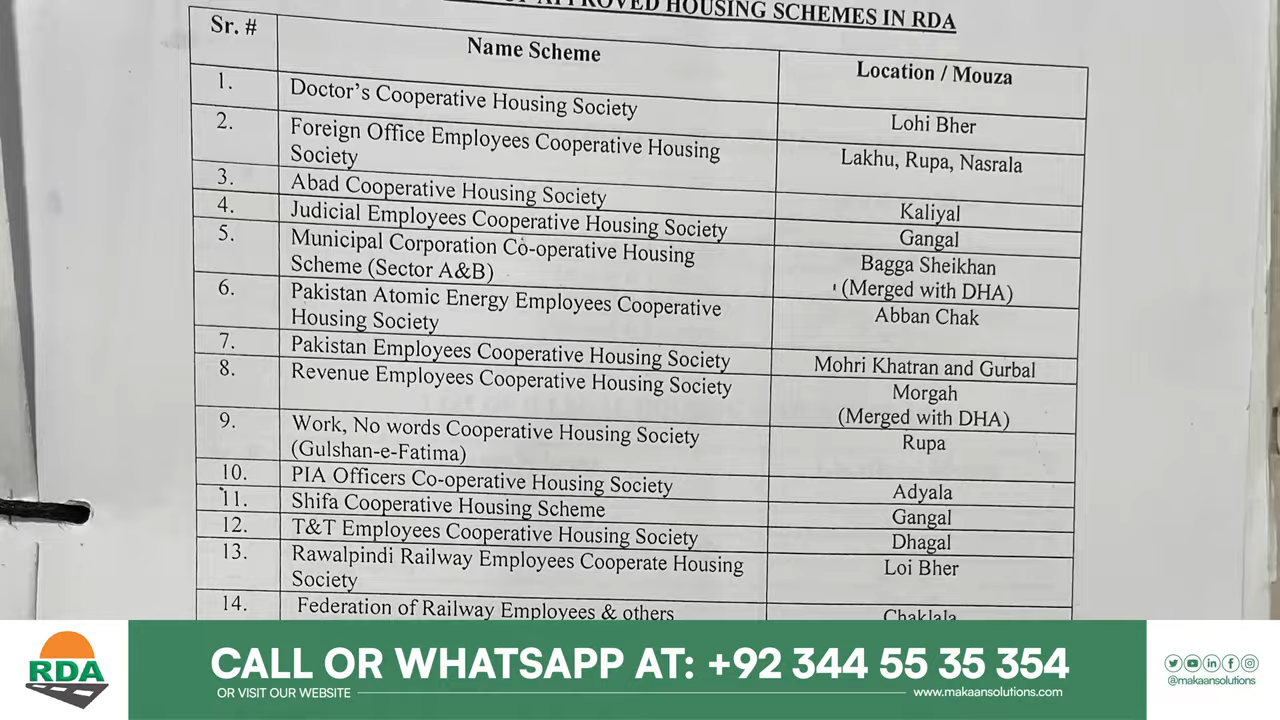 APPROVED HOUSING SCHEMES IN RDA
Sr. # Name Scheme Location / Mouza
1. Doctor's Cooperative Housing Society Lohi Bher
2. Foreign Office Employees Cooperative Housing Lakhu, Rupa, Nasrala
Society
3. Abad Cooperative Housing Society Kaliyal
4. Judicial Employees Cooperative Housing Society Gangal
5. Municipal Corporation Co-operative Housing Bagga Sheikhan
Scheme (Sector A&B) (Merged with DHA)
6. Pakistan Atomic Energy Employees Cooperative Abban Chak
Housing Society
7. Pakistan Employees Cooperative Housing Society Mohri Khatran and Gurbal
8. Revenue Employees Cooperative Housing Society Morgah
(Merged with DHA)
9. Work, No words Cooperative Housing Society Rupa
(Gulshan-e-Fatima)
10. PIA Officers Co-operative Housing Society Adyala
11. Shifa Cooperative Housing Scheme Gangal
12. T&T Employees Cooperative Housing Society Dhagal
13. Rawalpindi Railway Employees Cooperate Housing Loi Bher
Society
14. Federation of Railway Employees & others Chaklala
RDA
CALL OR WHATSAPP AT: +92 344 55 35 354
OR VISIT OUR WEBSITE www.makaansolutions.com
@makaansolutions